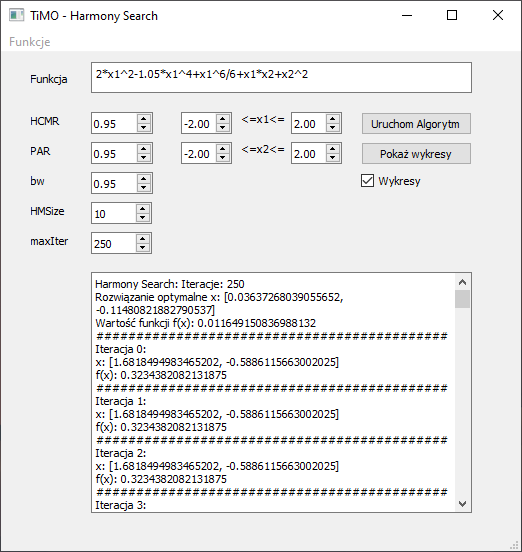 TiMO - Harmony Search
Funkcje
Funkcja 2*x1^2-1.05*x1^4+x1^6/6+x1*x2+x2^2
HCMR 0.95 -2.00 <=x1<= 2.00 Uruchom Algorytm
PAR 0.95 -2.00 <=x2<= 2.00 Pokaż wykresy
bw 0.95 Wykresy
HMSize 10
maxIter 250
Harmony Search: Iteracje: 250
Rozwiązanie optymalne x: [0.03637268039055652,
-0.11480821882790537]
Wartość funkcji f(x): 0.011649150836988132
############################################
Iteracja 0:
x: [1.6818494983465202, -0.5886115663002025]
f(x): 0.3234382082131875
############################################
Iteracja 1:
x: [1.6818494983465202, -0.5886115663002025]
f(x): 0.3234382082131875
############################################
Iteracja 2:
x: [1.6818494983465202, -0.5886115663002025]
f(x): 0.3234382082131875
############################################
Iteracja 3: